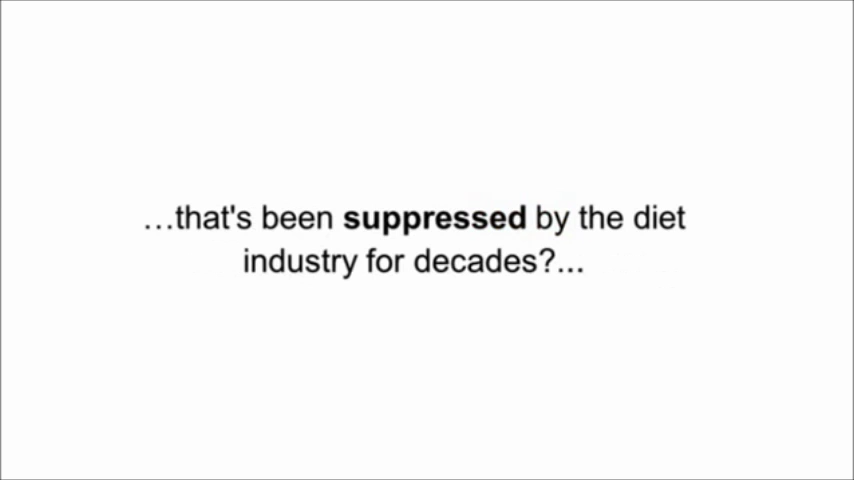 …that's been suppressed by the diet
industry for decades?...